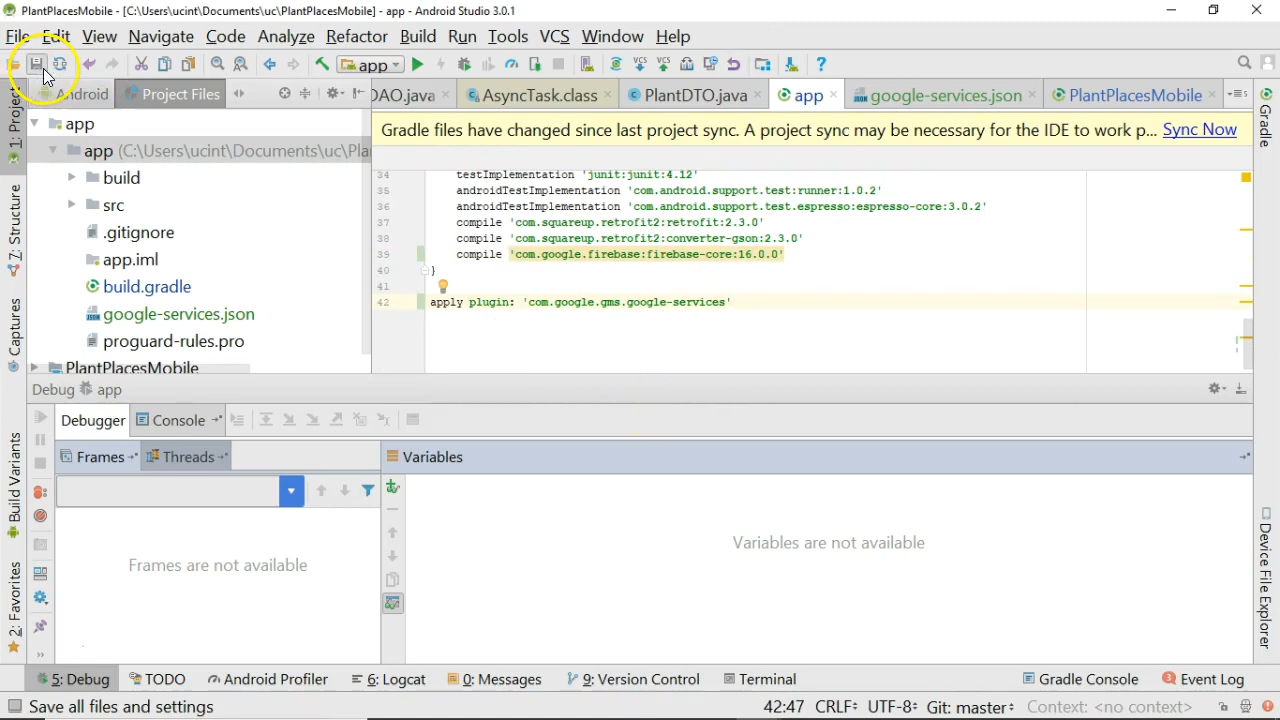 PlantPlacesMobile - [C:\Users\ucint\Documents\uc\PlantPlacesMobile] - app - Android Studio 3.0.1
File Edit View Navigate Code Analyze Refactor Build Run Tools VCS Window Help
app
Android Project Files DAO.java AsyncTask.class PlantDTO.java app google-services.json PlantPlacesMobile
Gradle files have changed since last project sync. A project sync may be necessary for the IDE to work p... Sync Now
app
app (C:\Users\ucint\Documents\uc\Pla
build
src
.gitignore
app.iml
build.gradle
google-services.json
proguard-rules.pro
PlantPlacesMobile
34 testImplementation 'junit:junit:4.12'
35 androidTestImplementation 'com.android.support.test:runner:1.0.2'
36 androidTestImplementation 'com.android.support.test.espresso:espresso-core:3.0.2'
37 compile 'com.squareup.retrofit2:retrofit:2.3.0'
38 compile 'com.squareup.retrofit2:converter-gson:2.3.0'
39 compile 'com.google.firebase:firebase-core:16.0.0'
40 }
41
42 apply plugin: 'com.google.gms.google-services'
1: Project
7: Structure
Captures
Build Variants
2: Favorites
Gradle
Device File Explorer
Debug app
Debugger Console
Frames Threads Variables
Frames are not available
Variables are not available
5: Debug TODO Android Profiler 6: Logcat 0: Messages 9: Version Control Terminal Gradle Console Event Log
Save all files and settings 42:47 CRLF UTF-8 Git: master Context: <no context>